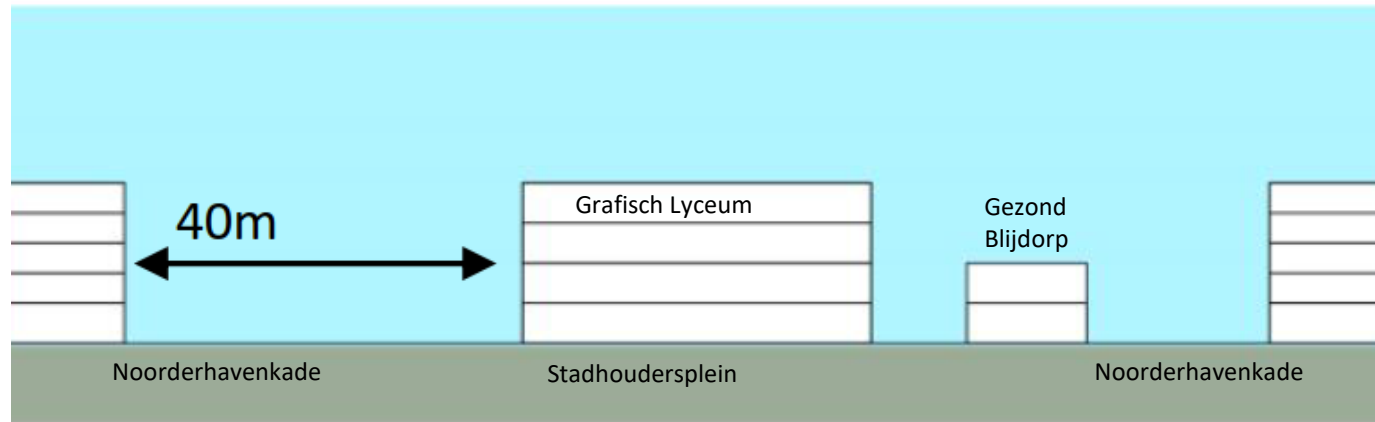 40m
Grafisch Lyceum
Gezond
Blijdorp
Noorderhavenkade
Stadhoudersplein
Noorderhavenkade